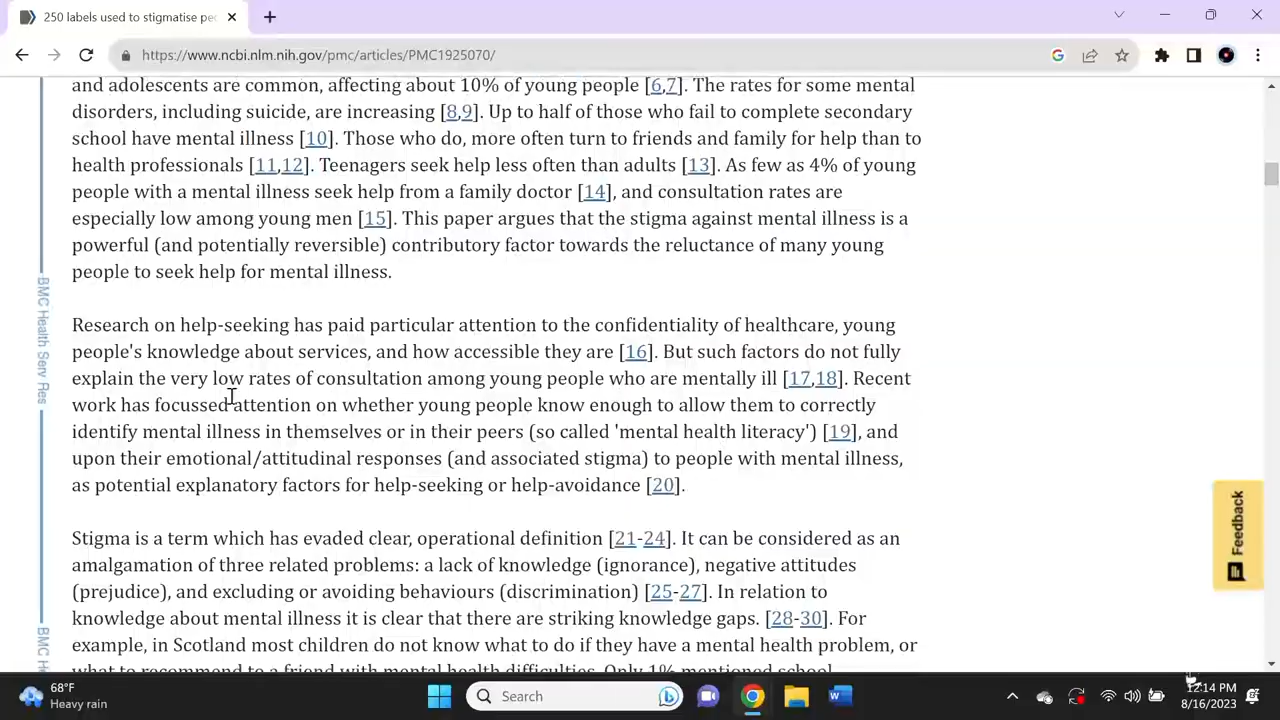 250 labels used to stigmatise pe
https://www.ncbi.nlm.nih.gov/pmc/articles/PMC1925070/
and adolescents are common, affecting about 10% of young people [6,7]. The rates for some mental
disorders, including suicide, are increasing [8,9]. Up to half of those who fail to complete secondary
school have mental illness [10]. Those who do, more often turn to friends and family for help than to
health professionals [11,12]. Teenagers seek help less often than adults [13]. As few as 4% of young
people with a mental illness seek help from a family doctor [14], and consultation rates are
especially low among young men [15]. This paper argues that the stigma against mental illness is a
powerful (and potentially reversible) contributory factor towards the reluctance of many young
people to seek help for mental illness.
Research on help-seeking has paid particular attention to the confidentiality of healthcare, young
people's knowledge about services, and how accessible they are [16]. But such factors do not fully
explain the very low rates of consultation among young people who are mentally ill [17,18]. Recent
work has focussed attention on whether young people know enough to allow them to correctly
identify mental illness in themselves or in their peers (so called 'mental health literacy') [19], and
upon their emotional/attitudinal responses (and associated stigma) to people with mental illness,
as potential explanatory factors for help-seeking or help-avoidance [20].
Stigma is a term which has evaded clear, operational definition [21-24]. It can be considered as an
amalgamation of three related problems: a lack of knowledge (ignorance), negative attitudes
(prejudice), and excluding or avoiding behaviours (discrimination) [25-27]. In relation to
knowledge about mental illness it is clear that there are striking knowledge gaps. [28-30]. For
example, in Scotland most children do not know what to do if they have a mental health problem, or
what to recommend to a friend with mental health difficulties. Only 1% mentioned school
BMC Health Serv Res
BMC H
Feedback
68°F
Heavy rain
Search
12:14 PM
8/16/2023